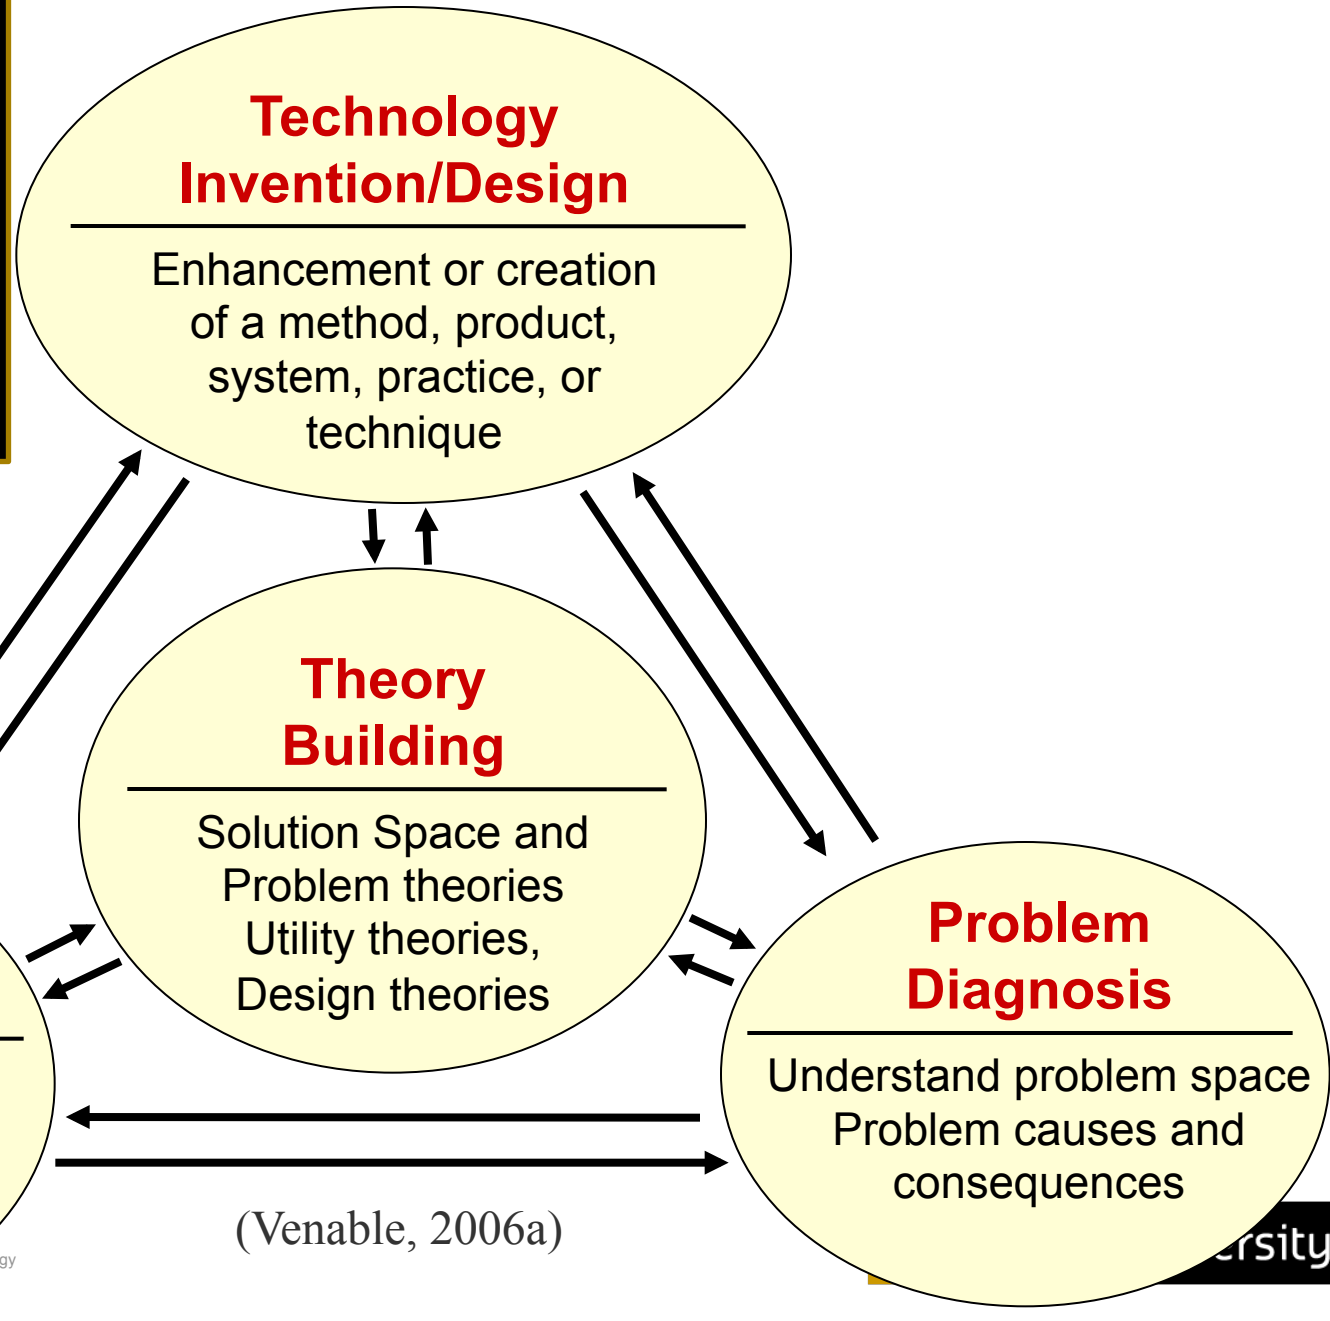 Technology
Invention/Design
Enhancement or creation
of a method, product,
system, practice, or
technique
Theory
Building
Solution Space and
Problem theories
Utility theories,
Design theories
Problem
Diagnosis
Understand problem space
Problem causes and
consequences
(Venable, 2006a)